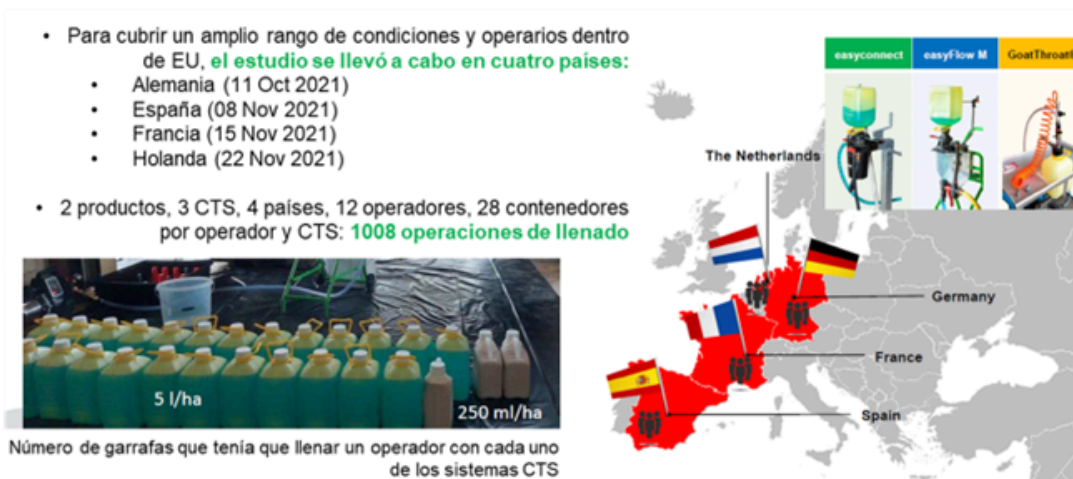 • Para cubrir un amplio rango de condiciones y operarios dentro
de EU, el estudio se llevó a cabo en cuatro países:
• Alemania (11 Oct 2021)
• España (08 Nov 2021)
• Francia (15 Nov 2021)
• Holanda (22 Nov 2021)
• 2 productos, 3 CTS, 4 países, 12 operadores, 28 contenedores
por operador y CTS: 1008 operaciones de llenado
5 l/ha
250 ml/ha
Número de garrafas que tenía que llenar un operador con cada uno
de los sistemas CTS
easyconnect
easyFlow M
The Netherlands
Germany
France
Spain